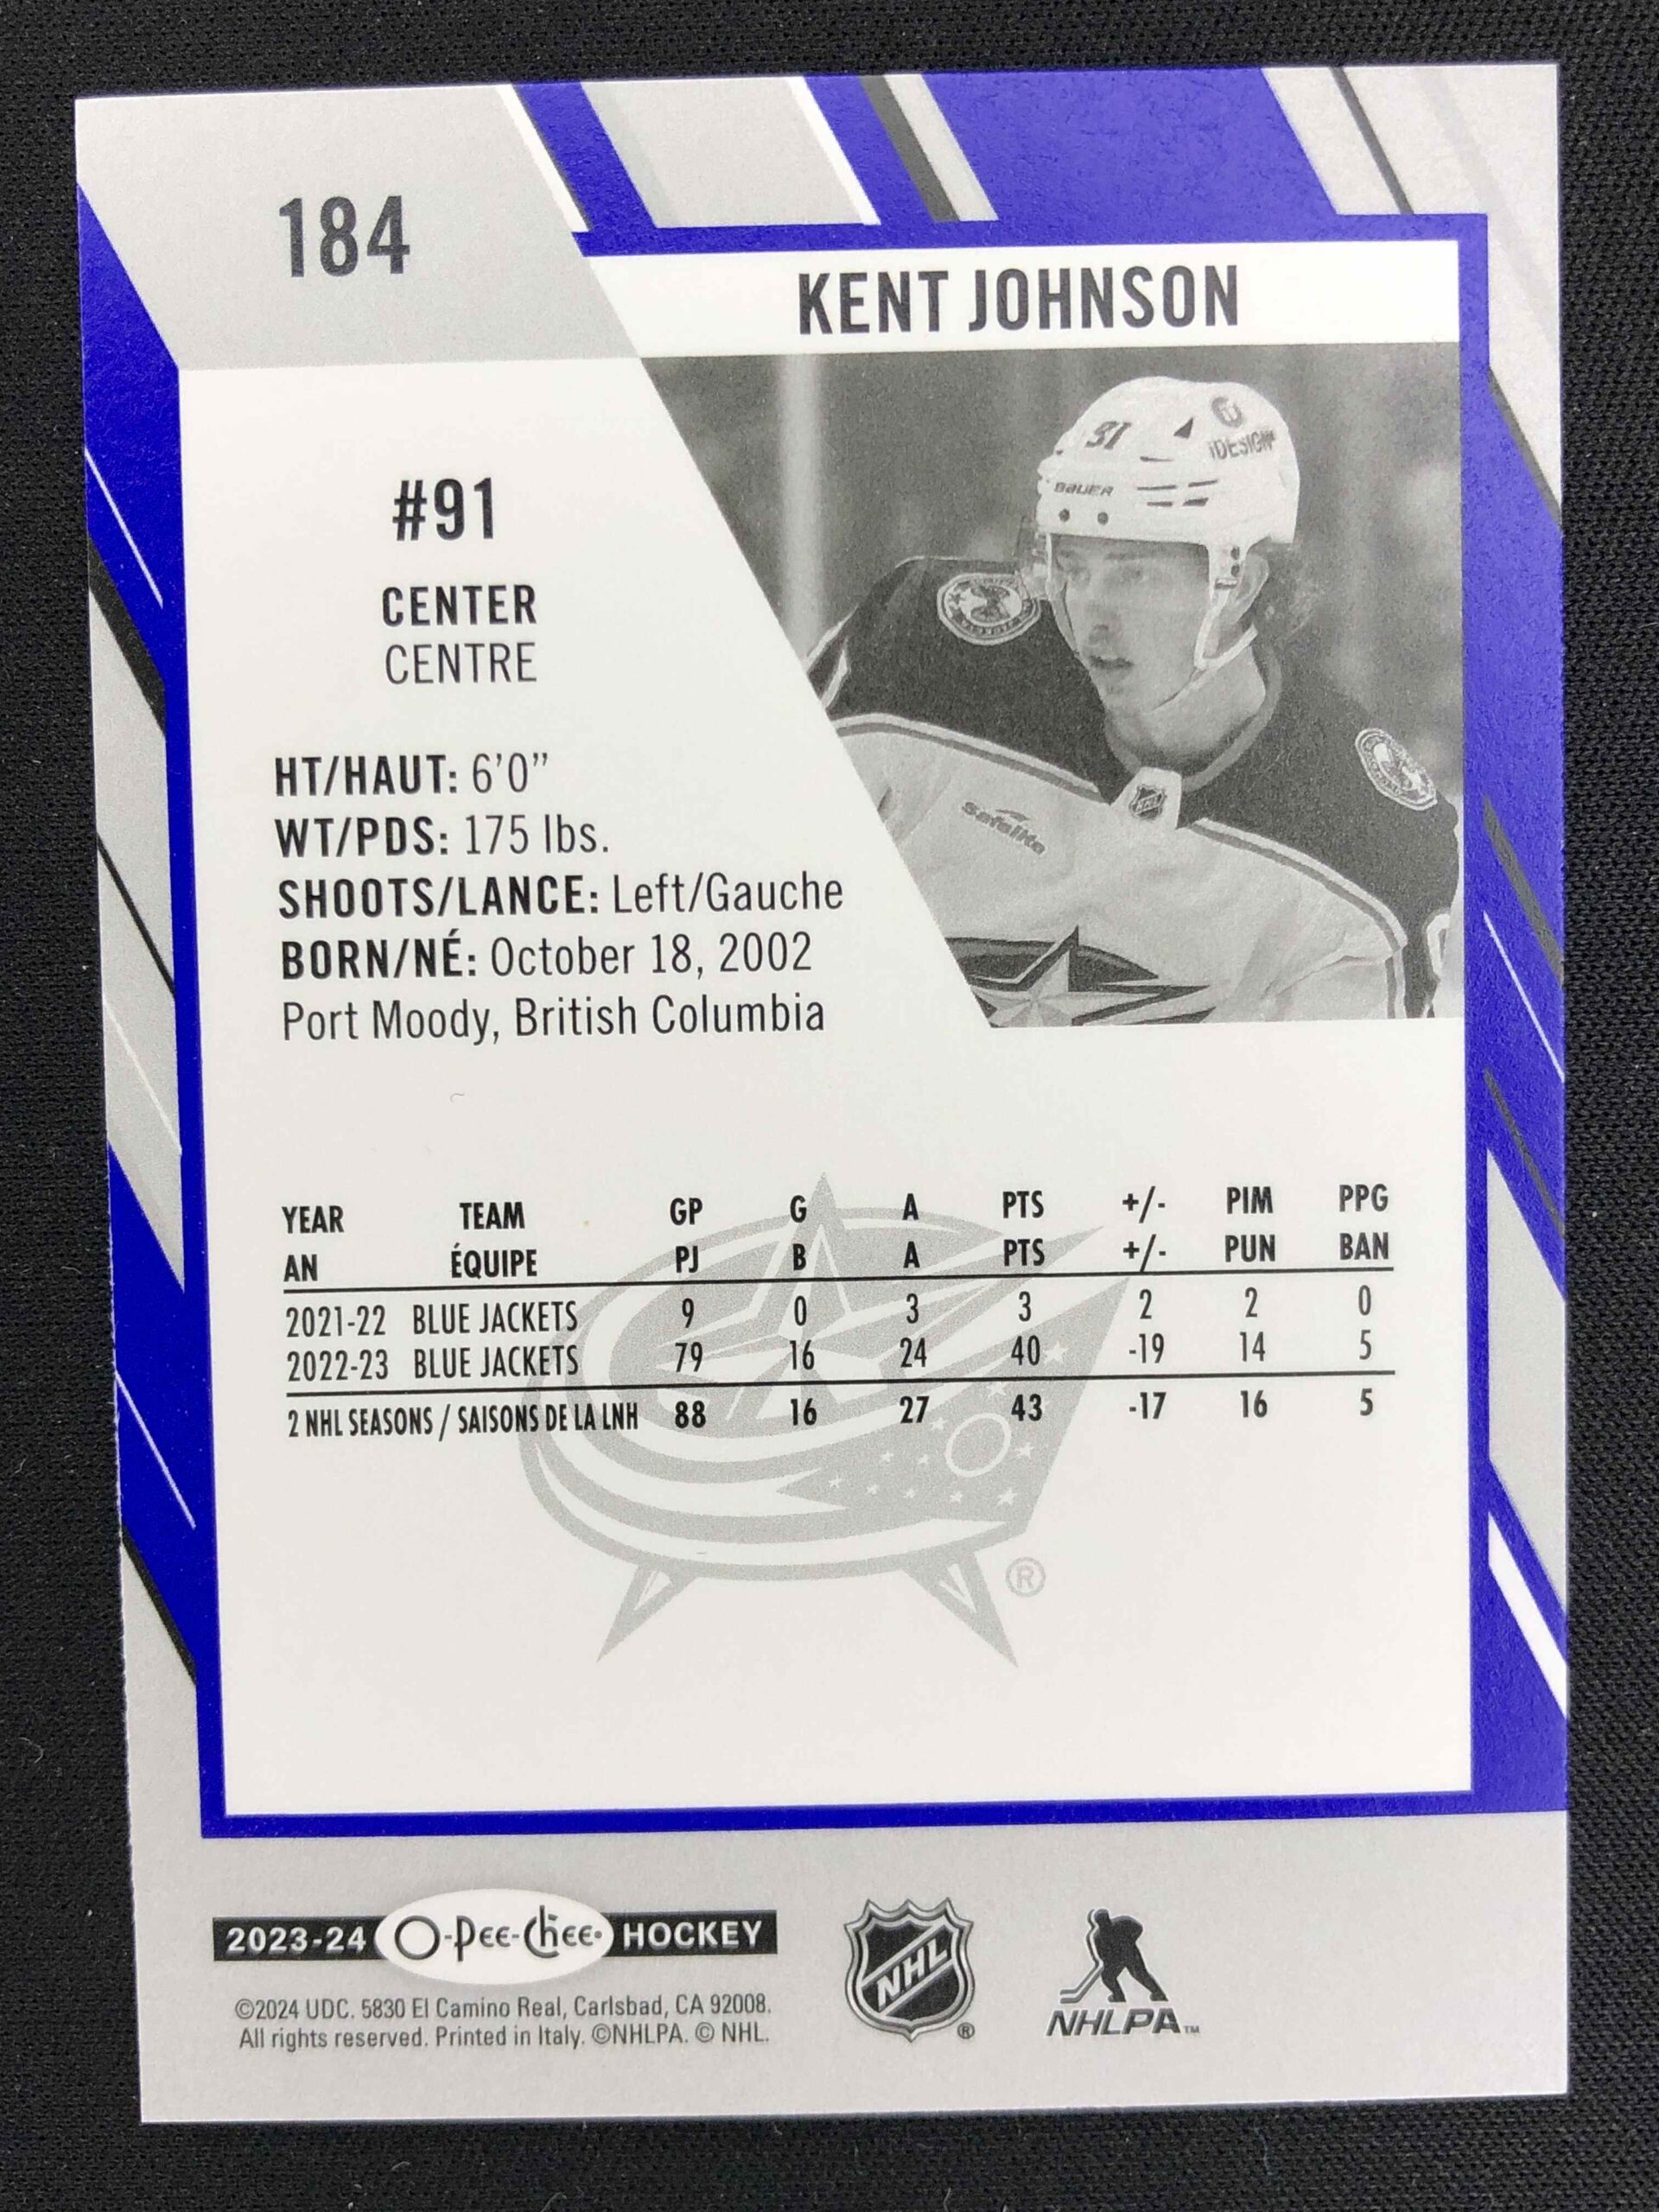 184
KENT JOHNSON
91
iDESIGN
BAUER
#91
CENTER
CENTRE
HT/HAUT: 6'0"
WT/PDS: 175 lbs.
SHOOTS/LANCE: Left/Gauche
BORN/NÉ: October 18, 2002
Port Moody, British Columbia
Safelite
YEAR TEAM GP G A PTS +/- PIM PPG
AN ÉQUIPE PJ B A PTS +/- PUN BAN
2021-22 BLUE JACKETS 9 0 3 3 2 2 0
2022-23 BLUE JACKETS 79 16 24 40 -19 14 5
2 NHL SEASONS / SAISONS DE LA LNH 88 16 27 43 -17 16 5
®
2023-24 O-Pee-Chee HOCKEY
©2024 UDC. 5830 El Camino Real, Carlsbad, CA 92008.
All rights reserved. Printed in Italy. ©NHLPA. © NHL.
NHL ®
NHLPA™